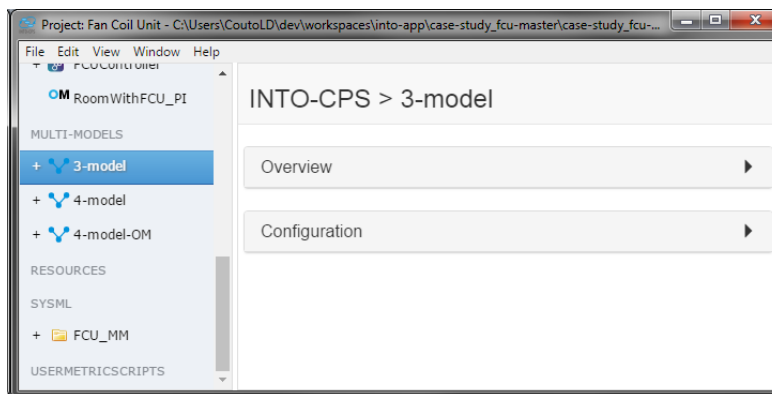 Project: Fan Coil Unit - C:\Users\CoutoLD\dev\workspaces\into-app\case-study_fcu-master\case-study_fcu-...
File Edit View Window Help
+ FCUController
OM RoomWithFCU_PI
MULTI-MODELS
+ 3-model
+ 4-model
+ 4-model-OM
RESOURCES
SYSML
+ FCU_MM
USERMETRICSCRIPTS
INTO-CPS > 3-model
Overview
Configuration